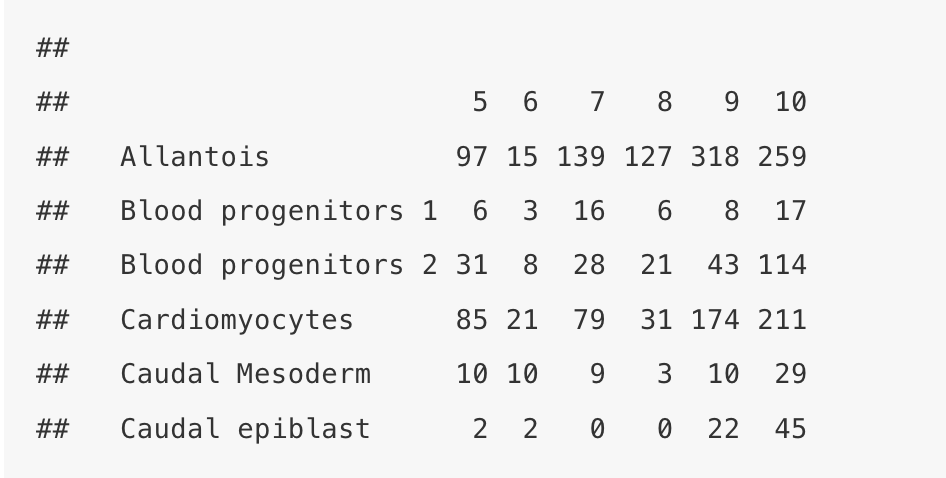 ##
##                        5  6   7   8   9  10
##   Allantois           97 15 139 127 318 259
##   Blood progenitors 1  6  3  16   6   8  17
##   Blood progenitors 2 31  8  28  21  43 114
##   Cardiomyocytes      85 21  79  31 174 211
##   Caudal Mesoderm     10 10   9   3  10  29
##   Caudal epiblast      2  2   0   0  22  45